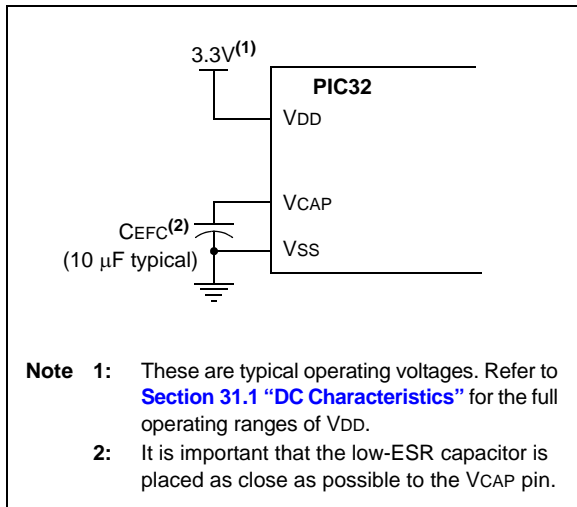 3.3V(1)
PIC32
VDD
VCAP
CEFC(2)
(10 μF typical)
VSS
Note 1: These are typical operating voltages. Refer to
Section 31.1 “DC Characteristics” for the full
operating ranges of VDD.
2: It is important that the low-ESR capacitor is
placed as close as possible to the VCAP pin.